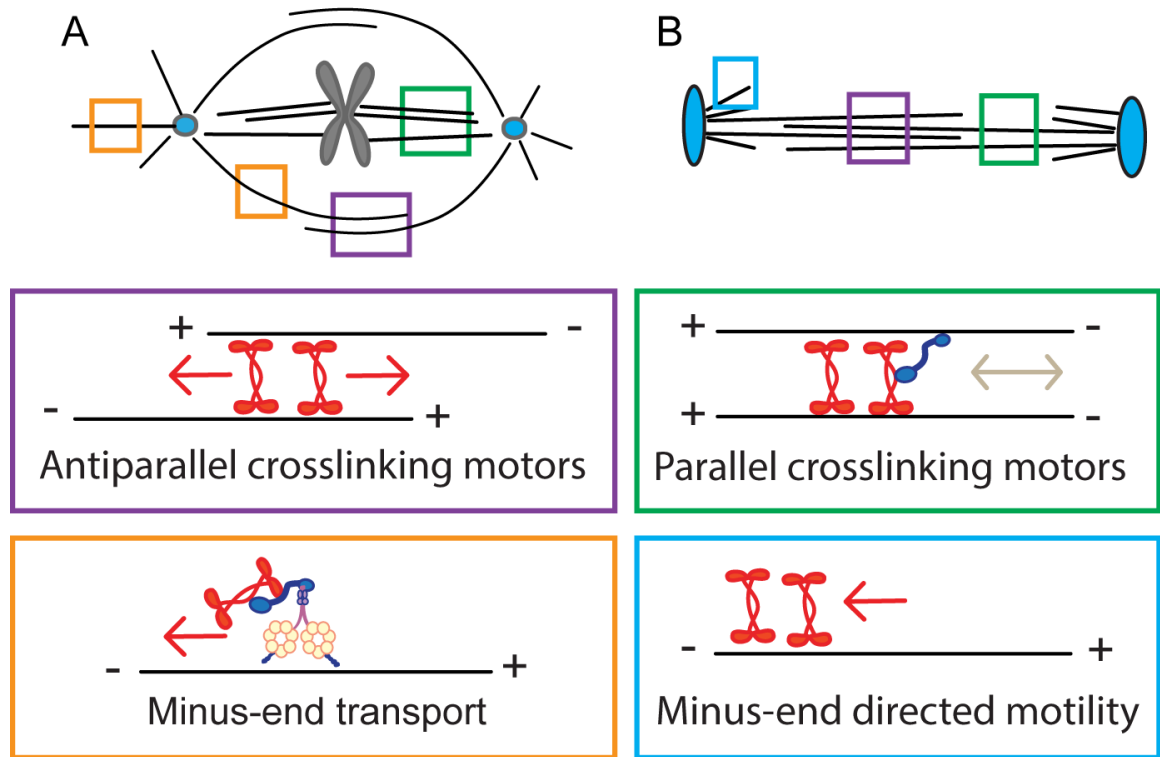 A
B
+ -
- +
Antiparallel crosslinking motors
+ -
+ -
Parallel crosslinking motors
- +
Minus-end transport
- +
Minus-end directed motility